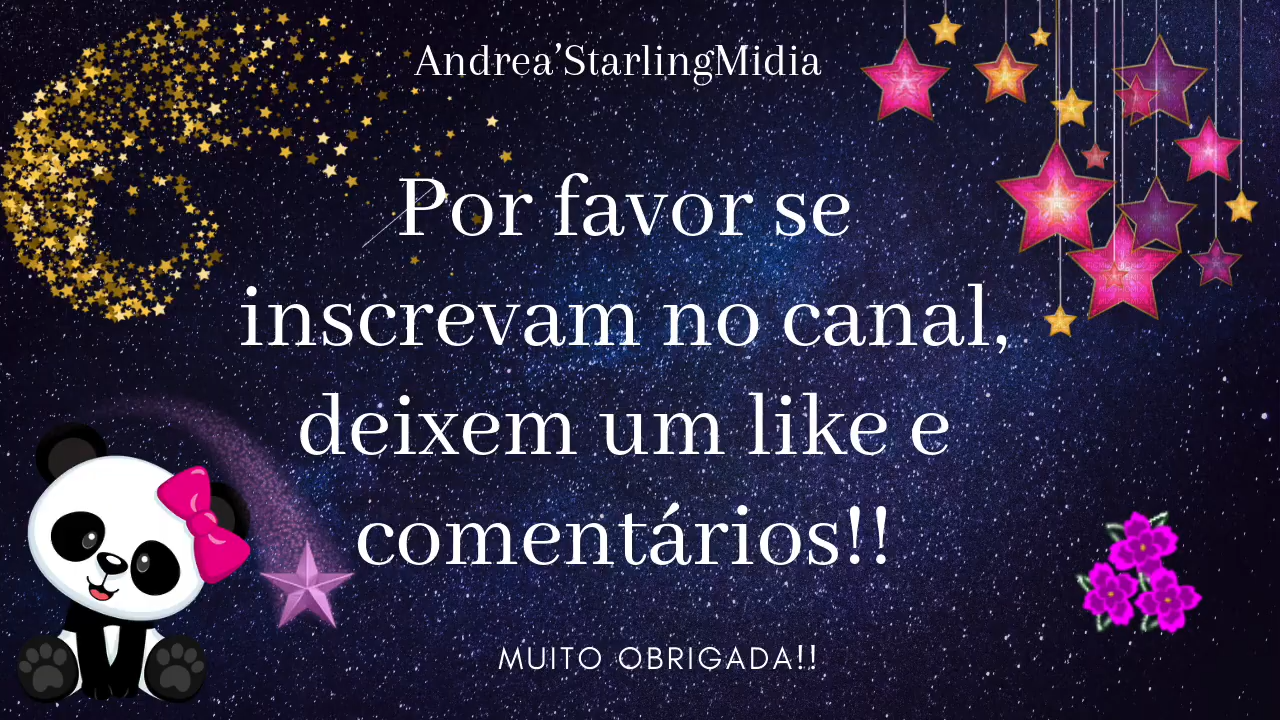 Andrea’StarlingMidia
Por favor se
inscrevam no canal,
deixem um like e
comentários!!
MUITO OBRIGADA!!